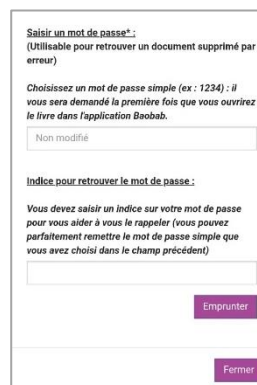 Saisir un mot de passe* :
(Utilisable pour retrouver un document supprimé par
erreur)
Choisissez un mot de passe simple (ex : 1234) : il
vous sera demandé la première fois que vous ouvrirez
le livre dans l'application Baobab.
Non modifié
Indice pour retrouver le mot de passe :
Vous devez saisir un indice sur votre mot de passe
pour vous aider à vous le rappeler (vous pouvez
parfaitement remettre le mot de passe simple que
vous avez choisi dans le champ précédent)
Emprunter
Fermer